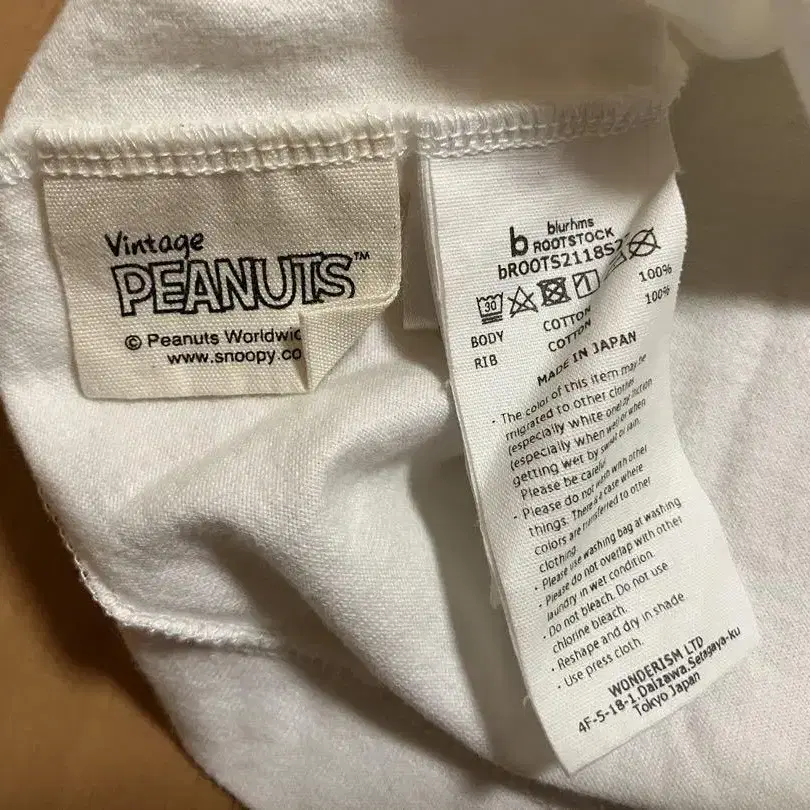 Vintage
PEANUTS™
© Peanuts Worldwi
www.snoopy.co
b blurhms
ROOTSTOCK
bROOTS2118S
30
BODY COTTON 100%
RIB COTTON 100%
MADE IN JAPAN
· The color of this item may be
migrated to other clothes
(especially white one) by friction
(especially when wet) or when
getting wet by sweat or rain.
Please be careful.
· Please do not wash with other
things. There is a case where
colors are transferred to other
clothing.
· Please use washing bag at washing.
· Please do not overlap with other
laundry in wet condition.
· Do not bleach. Do not use
chlorine bleach.
· Reshape and dry in shade.
· Use press cloth.
WONDERISM LTD
4F-5-18-1,Daizawa,Setagaya-ku
Tokyo Japan